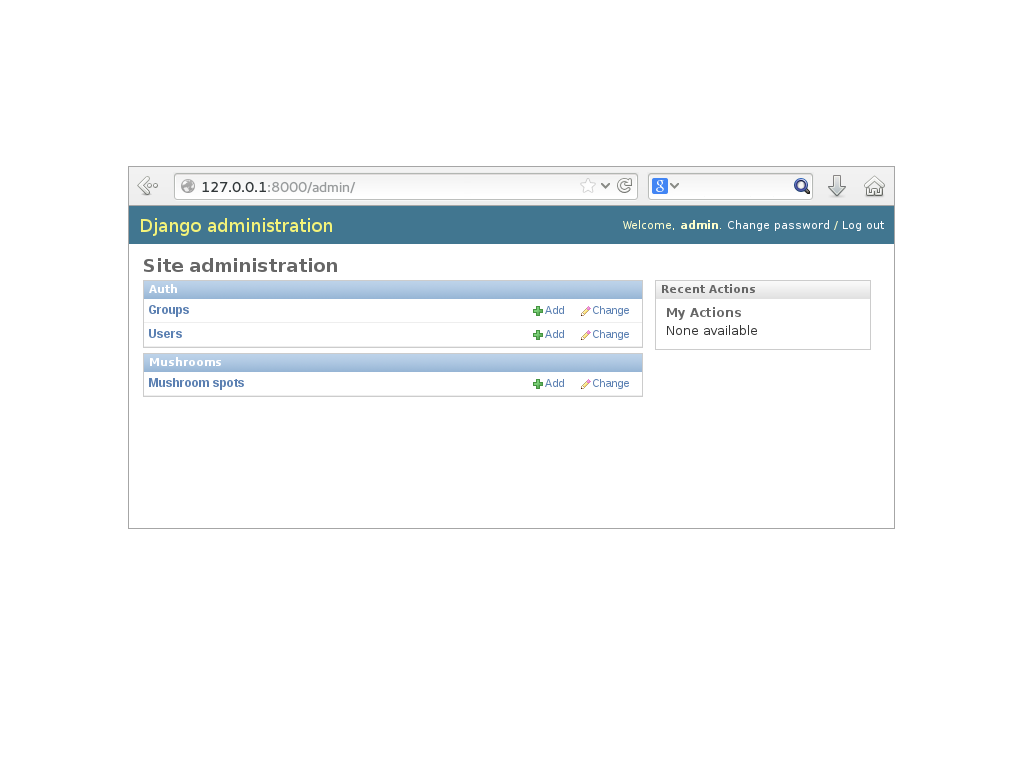 127.0.0.1:8000/admin/
8
Django administration
Welcome, admin. Change password / Log out
Site administration
Auth
Groups Add Change
Users Add Change
Mushrooms
Mushroom spots Add Change
Recent Actions
My Actions
None available